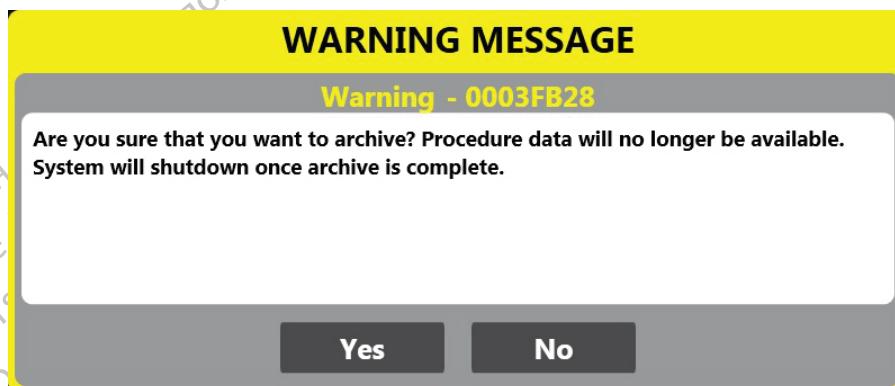 WARNING MESSAGE
Warning - 0003FB28
Are you sure that you want to archive? Procedure data will no longer be available.
System will shutdown once archive is complete.
Yes
No